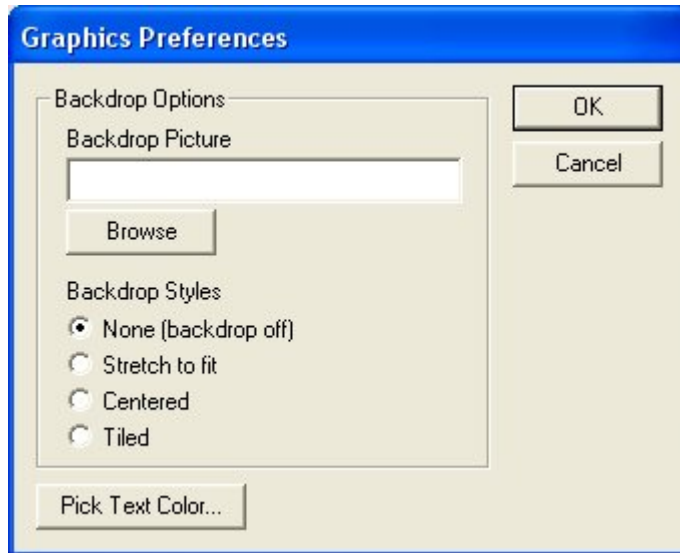 Graphics Preferences
Backdrop Options
OK
Backdrop Picture
Cancel
Browse
Backdrop Styles
None (backdrop off)
Stretch to fit
Centered
Tiled
Pick Text Color...